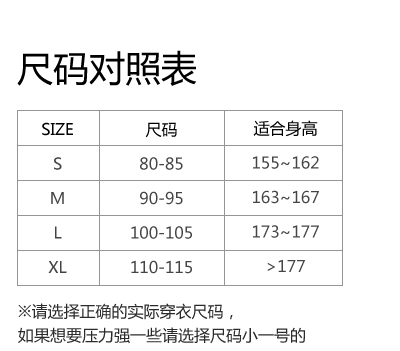 尺码对照表
SIZE 尺码 适合身高
S 80-85 155~162
M 90-95 163~167
L 100-105 173~177
XL 110-115 >177
※请选择正确的实际穿衣尺码，
如果想要压力强一些请选择尺码小一号的